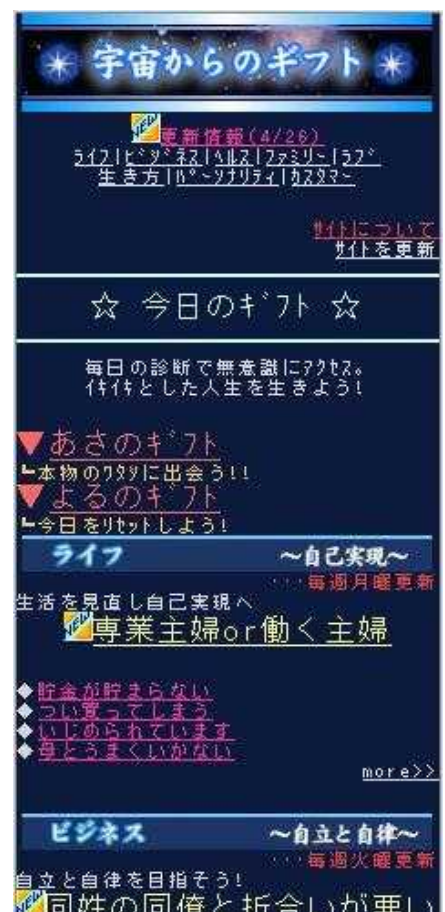 宇宙からのギフト
NEW更新情報(4/26)
ﾗｲﾌ|ﾋﾞｼﾞﾈｽ|ﾍﾙｽ|ﾌｧﾐﾘｰ|ﾗﾌﾞ
生き方|ﾊﾟｰｿﾅﾘﾃｨ|ｶｽﾀﾏｰ
ｻｲﾄについて
ｻｲﾄを更新
☆ 今日のｷﾞﾌﾄ ☆
毎日の診断で無意識にｱｸｾｽ｡
ｲｷｲｷとした人生を生きよう!
▼あさのｷﾞﾌﾄ
┗本物のﾜﾀｼに出会う!!
▼よるのｷﾞﾌﾄ
┗今日をﾘｾｯﾄしよう!
ライフ ～自己実現～
･･･毎週月曜更新
生活を見直し自己実現へ
NEW専業主婦or働く主婦
◆貯金が貯まらない
◆つい買ってしまう
◆いじめられています
◆母とうまくいかない
more>>
ビジネス ～自立と自律～
･･･毎週火曜更新
自立と自律を目指そう!
NEW同姓の同僚と折合いが悪い